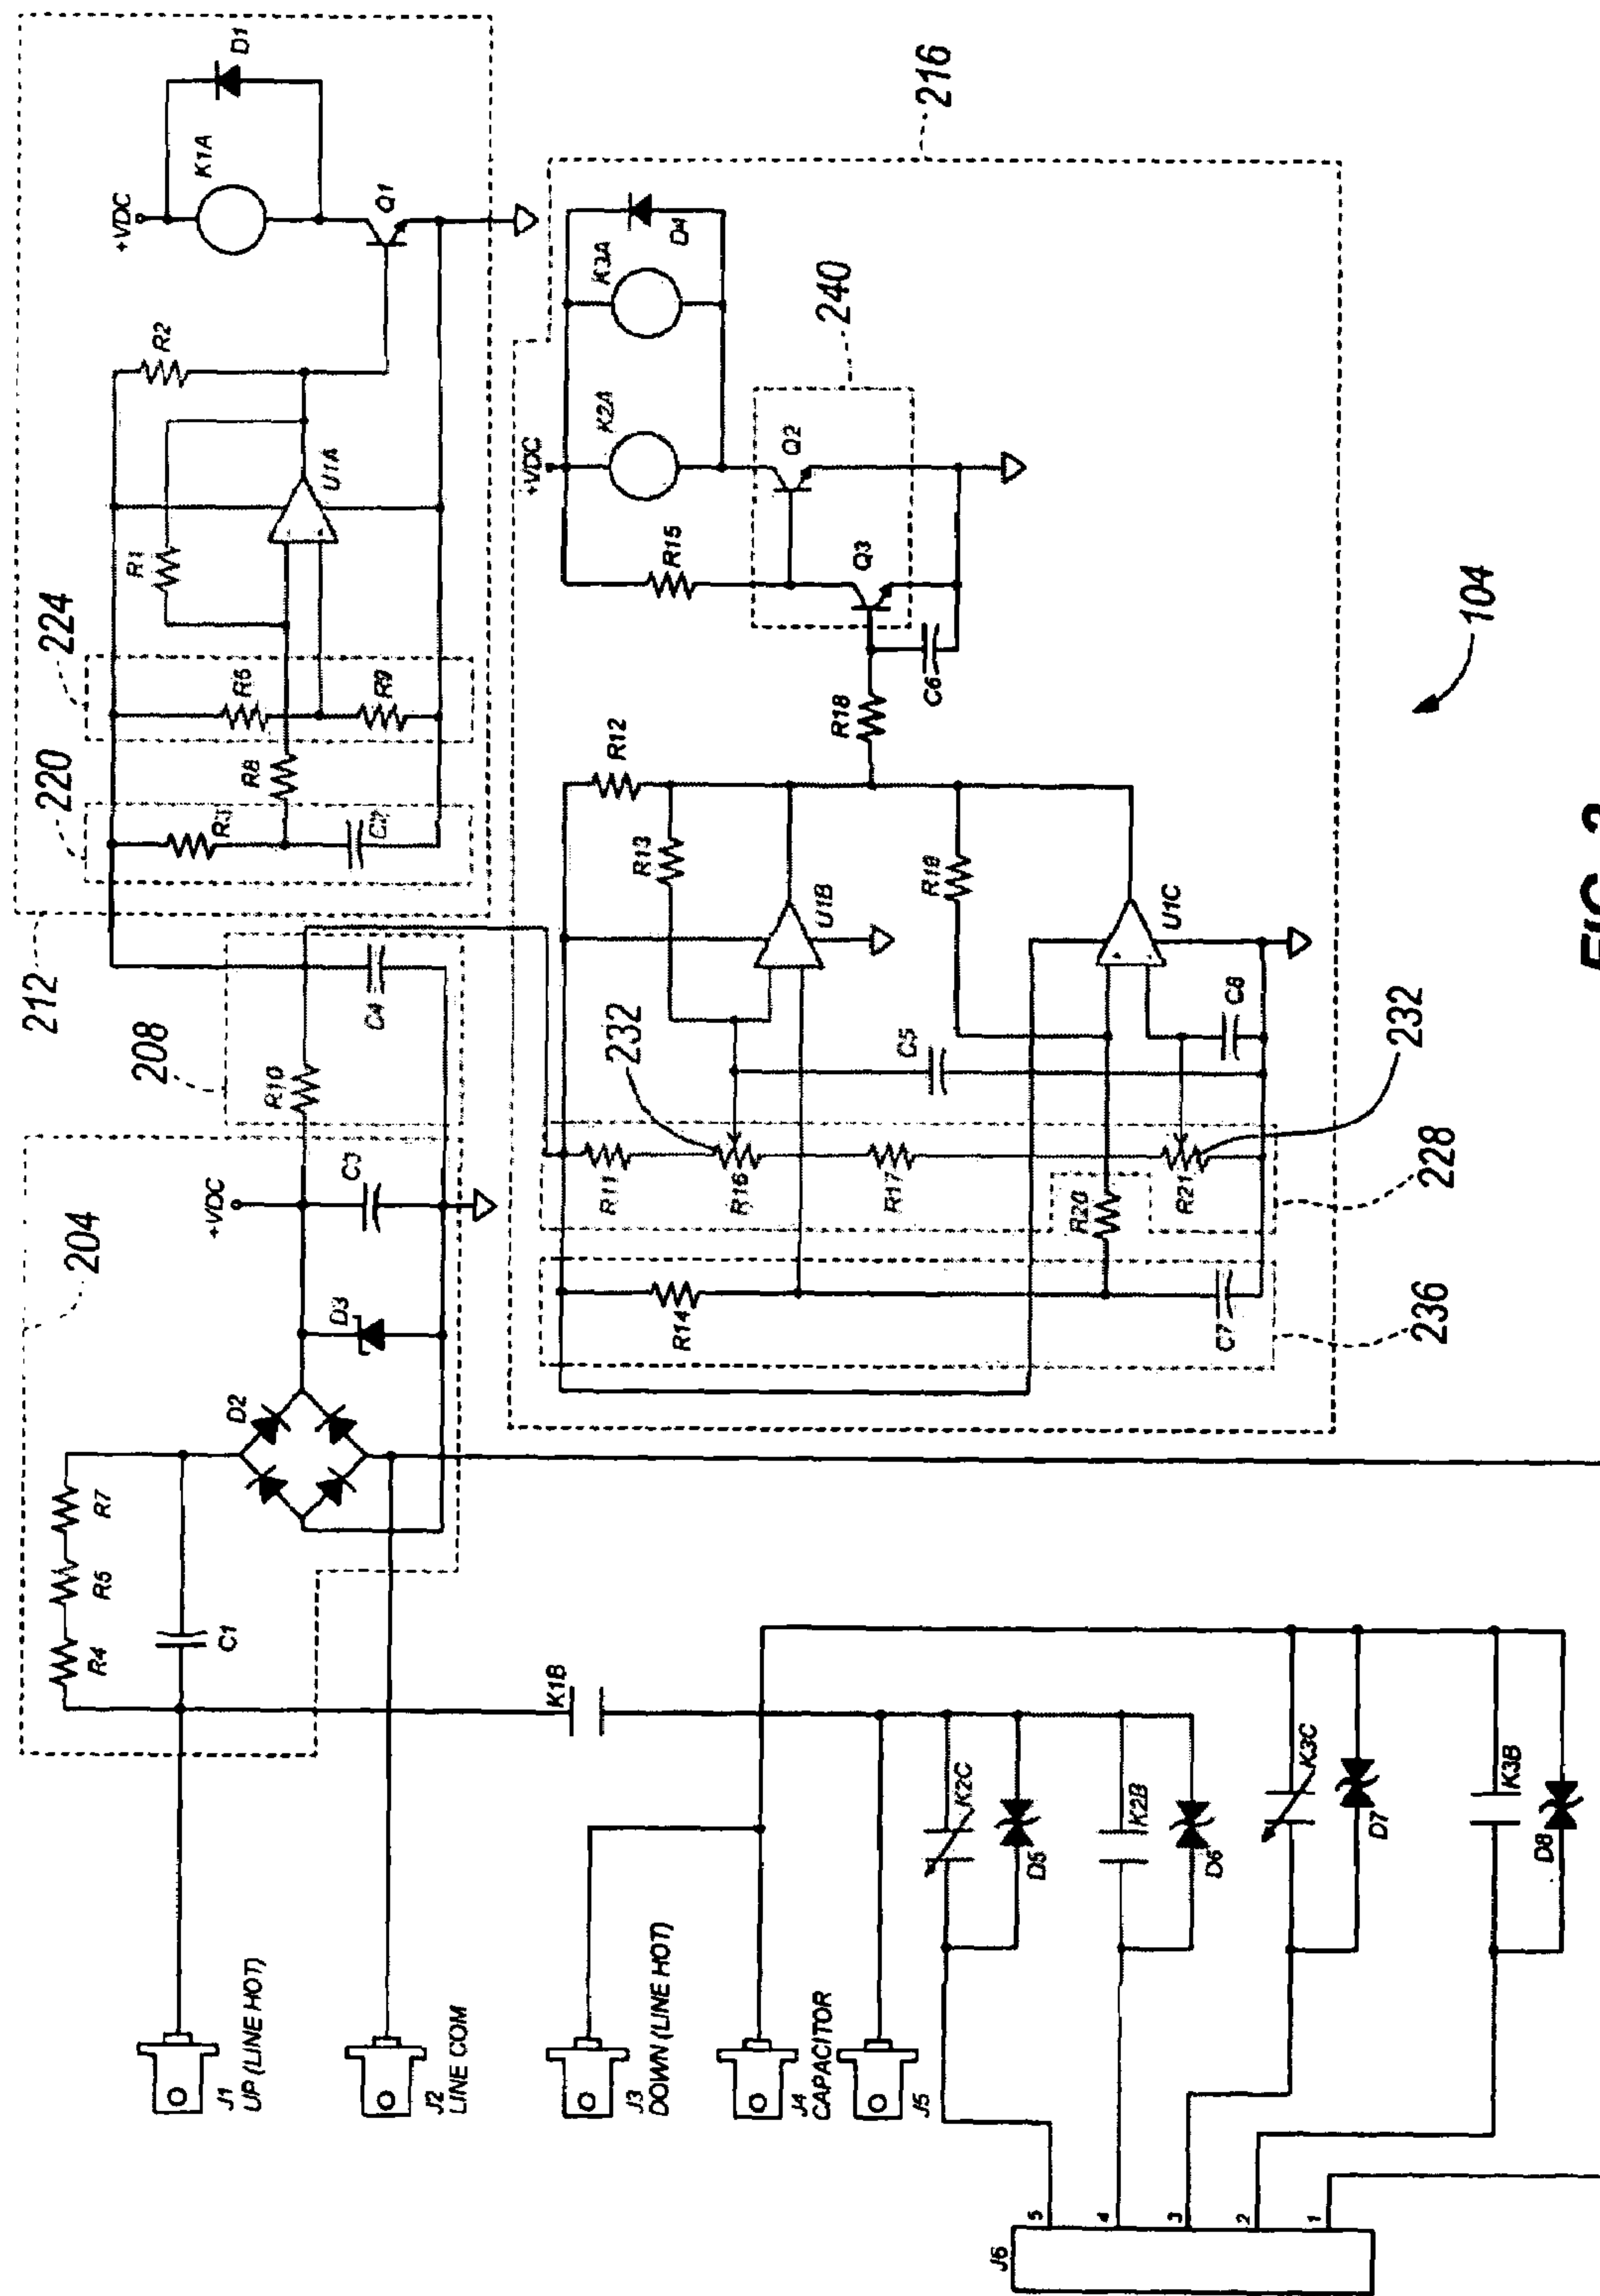 204
R4
R5
R7
C1
D2
D3
+VDC
C3
208
R10
C4
212
220
R3
C2
R8
224
R6
R9
R1
U1A
R2
+VDC
K1A
D1
Q1
216
+VDC
K2A
K3A
D4
R15
240
Q2
Q3
C6
R18
R12
R13
U1B
R19
U1C
232
C5
C8
232
R11
R16
R17
R20
R21
228
R14
C7
236
104
J1
UP (LINE HOT)
J2
LINE COM
J3
DOWN (LINE HOT)
J4
CAPACITOR
J5
K1B
K2C
D5
K2B
D6
K3C
D7
K3B
D8
J6
5
4
3
2
1